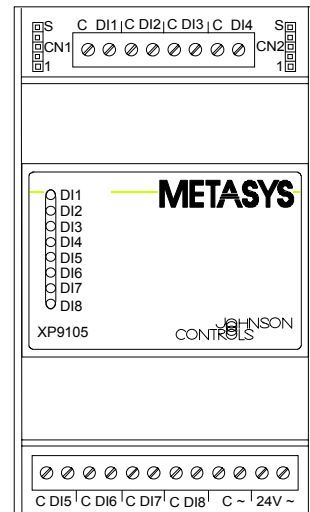 S C DI1 C DI2 C DI3 C DI4 S
CN1 CN2
1 1
METASYS
DI1
DI2
DI3
DI4
DI5
DI6
DI7
DI8
XP9105
JOHNSON
CONTROLS
C DI5 C DI6 C DI7 C DI8 C ~ 24V ~